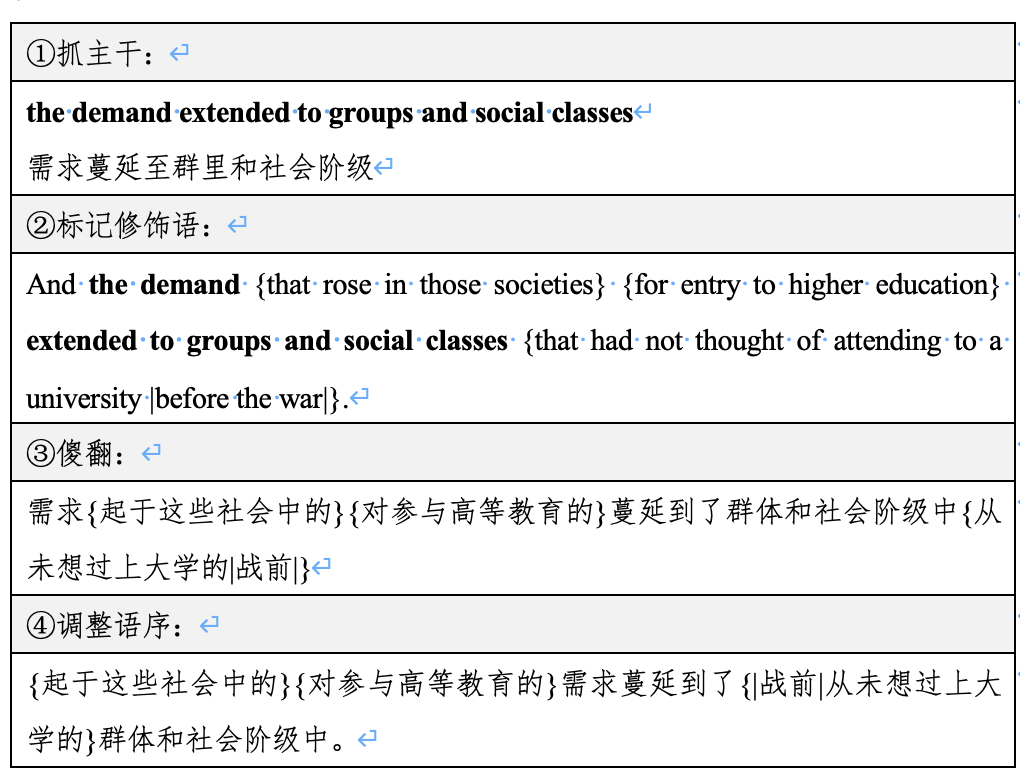 ①抓主干：
the demand extended to groups and social classes
需求蔓延至群里和社会阶级
②标记修饰语：
And the demand {that rose in those societies} {for entry to higher education}
extended to groups and social classes {that had not thought of attending to a
university |before the war|}.
③傻翻：
需求{起于这些社会中的}{对参与高等教育的}蔓延到了群体和社会阶级中{从
未想过上大学的|战前|}
④调整语序：
{起于这些社会中的}{对参与高等教育的}需求蔓延到了{|战前|从未想过上大
学的}群体和社会阶级中。